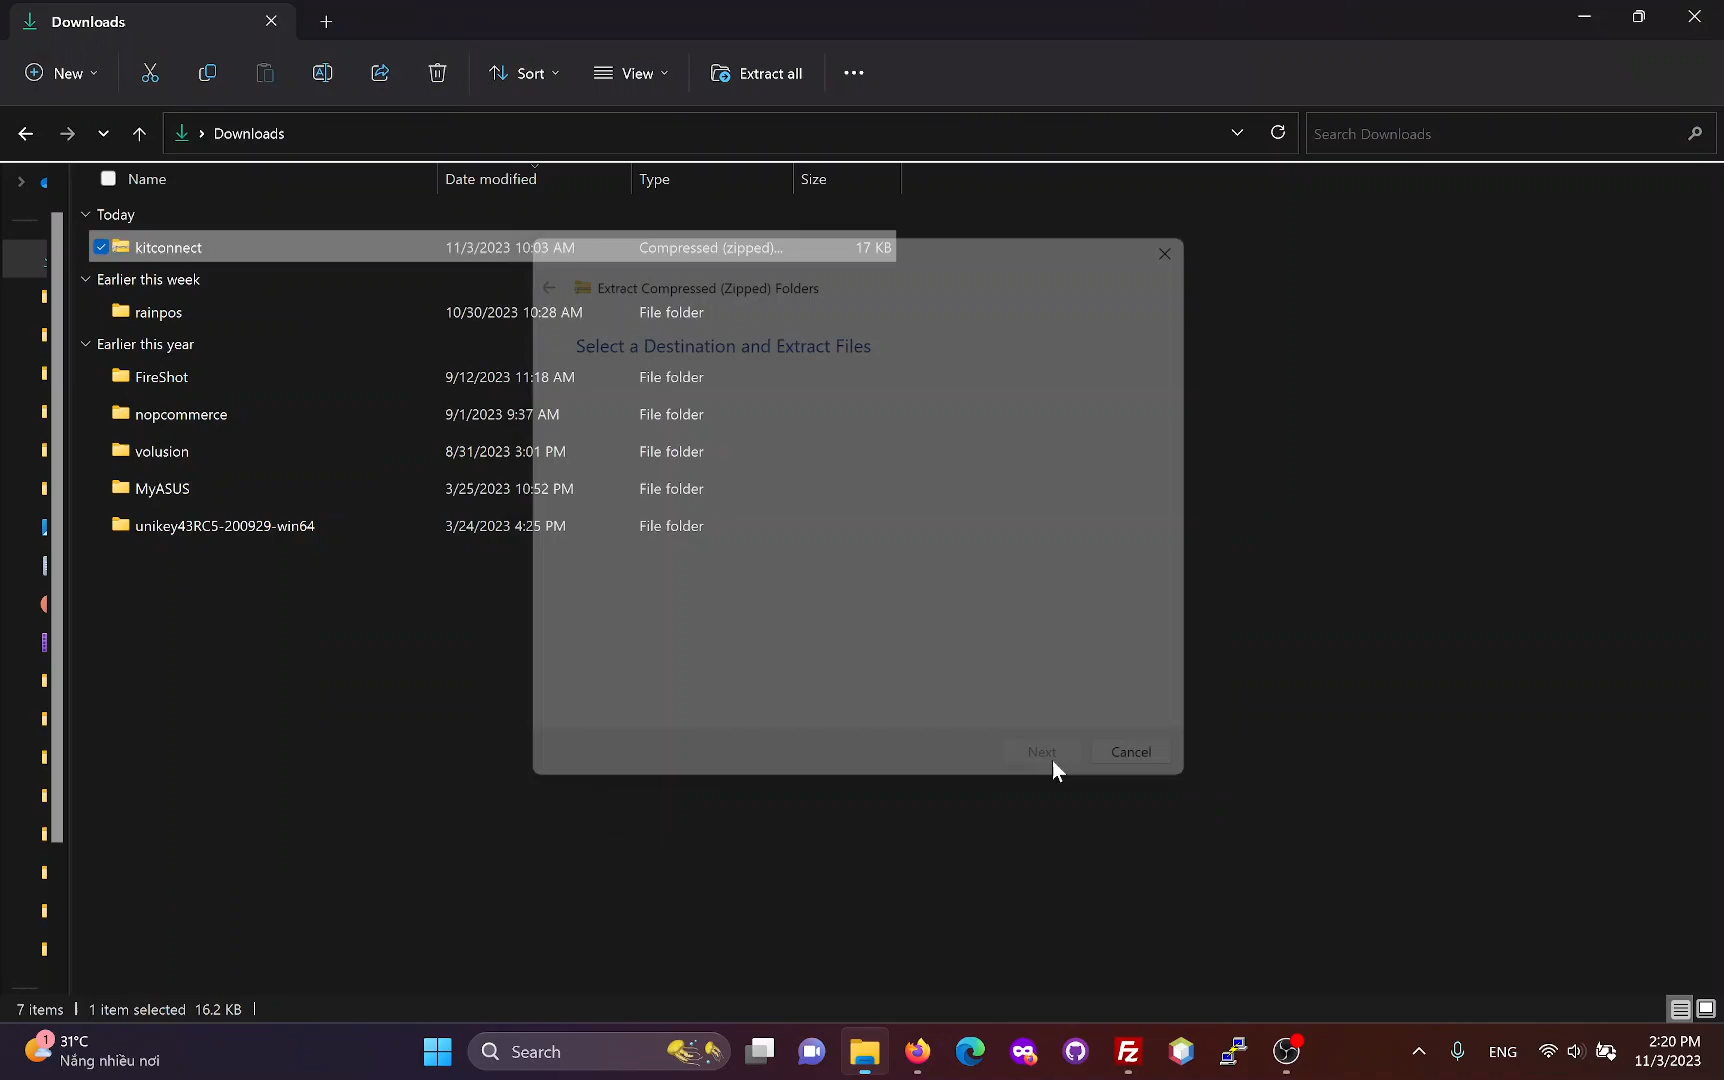 Downloads
New
Sort
View
Extract all
Downloads
Search Downloads
Name Date modified Type Size
Today
kitconnect 11/3/2023 10:03 AM Compressed (zipped)... 17 KB
Earlier this week
Extract Compressed (Zipped) Folders
rainpos 10/30/2023 10:28 AM File folder
Earlier this year
Select a Destination and Extract Files
FireShot 9/12/2023 11:18 AM File folder
nopcommerce 9/1/2023 9:37 AM File folder
volusion 8/31/2023 3:01 PM File folder
MyASUS 3/25/2023 10:52 PM File folder
unikey43RC5-200929-win64 3/24/2023 4:25 PM File folder
Next Cancel
7 items 1 item selected 16.2 KB
1
31°C
Nắng nhiều nơi
Search
Fz
ENG
2:20 PM
11/3/2023